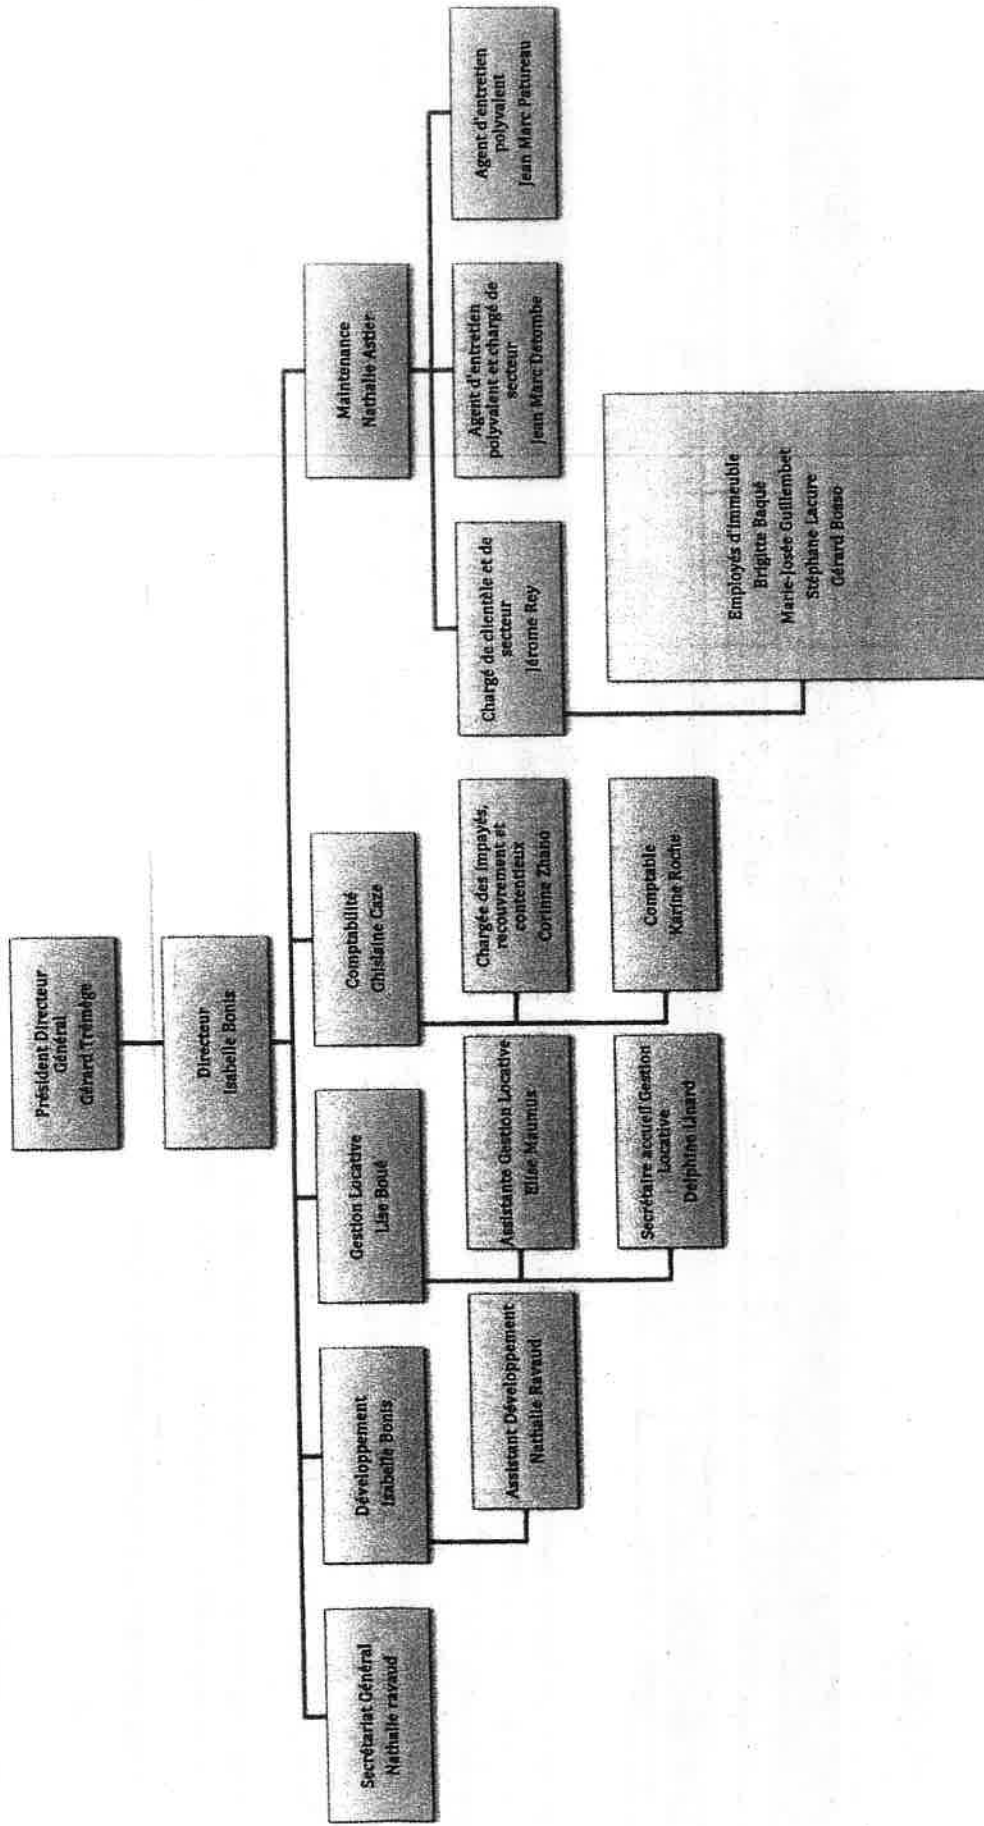 Président Directeur
Général
Gérard Trémège
Directeur
Isabelle Bonis
Secrétariat Général
Nathalie ravaud
Développement
Isabelle Bonis
Gestion Locative
Lise Boué
Comptabilité
Ghislaine Caze
Maintenance
Nathalie Astier
Assistant Développement
Nathalie Ravaud
Assistante Gestion Locative
Elise Maumus
Secrétaire accueil Gestion
Locative
Delphine Linard
Chargée des impayés,
recouvrement et
contentieux
Corinne Zhano
Comptable
Karine Roche
Chargé de clientèle et de
secteur
Jérome Rey
Agent d'entretien
polyvalent et chargé de
secteur
Jean Marc Detombe
Agent d'entretien
polyvalent
Jean Marc Patureau
Employés d'Immeuble
Brigitte Baqué
Marie-Josée Guillembet
Stéphane Lacure
Gérard Bonso